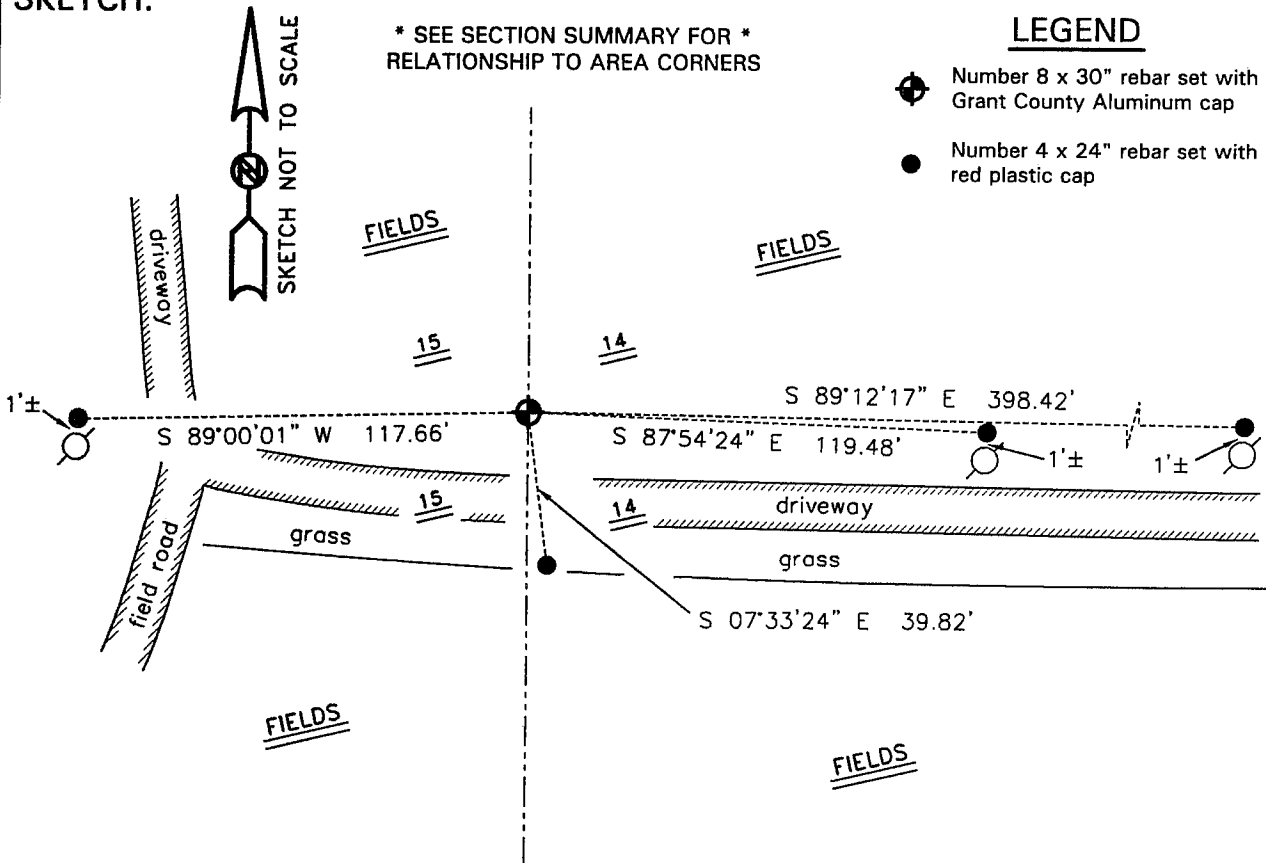 SKETCH:
SKETCH NOT TO SCALE
* SEE SECTION SUMMARY FOR *
RELATIONSHIP TO AREA CORNERS
LEGEND
Number 8 x 30" rebar set with
Grant County Aluminum cap
Number 4 x 24" rebar set with
red plastic cap
N
FIELDS
FIELDS
driveway
15
14
1'±
S 89°00'01" W 117.66'
S 89°12'17" E 398.42'
S 87°54'24" E 119.48'
1'±
1'±
15
14
driveway
grass
grass
field road
S 07°33'24" E 39.82'
FIELDS
FIELDS